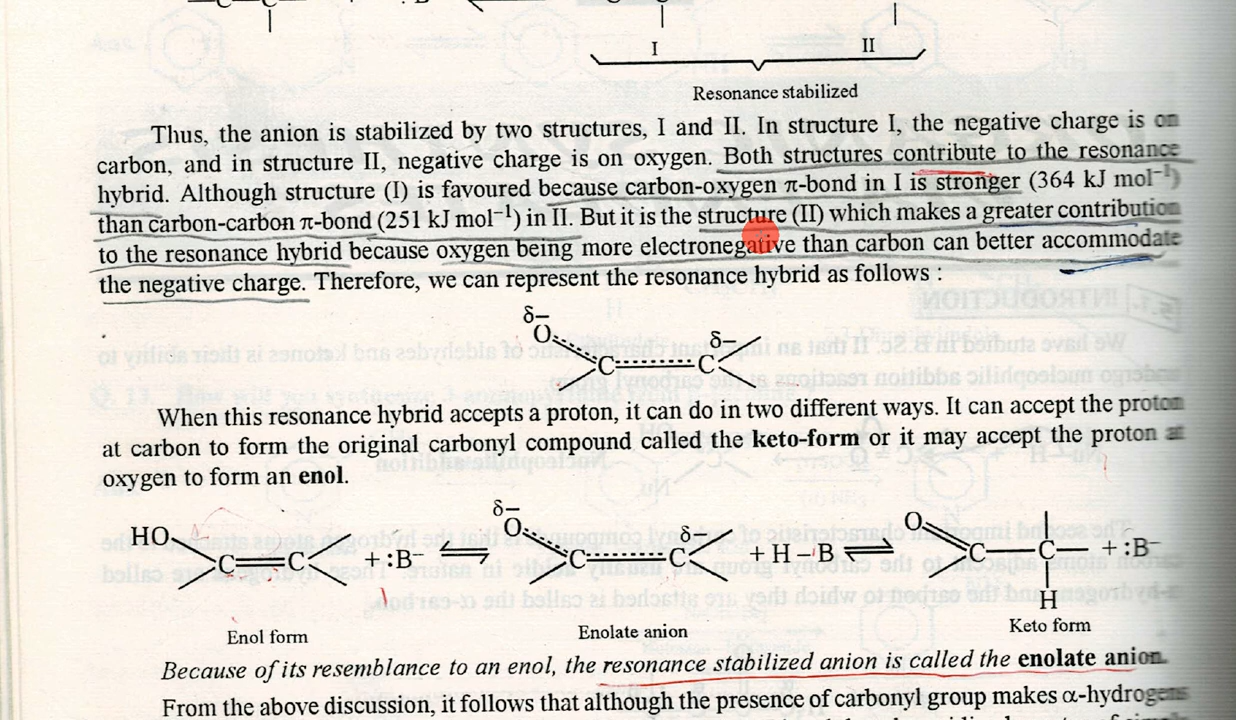 I
II
Resonance stabilized
Thus, the anion is stabilized by two structures, I and II. In structure I, the negative charge is on
carbon, and in structure II, negative charge is on oxygen. Both structures contribute to the resonance
hybrid. Although structure (I) is favoured because carbon-oxygen π-bond in I is stronger (364 kJ mol⁻¹)
than carbon-carbon π-bond (251 kJ mol⁻¹) in II. But it is the structure (II) which makes a greater contribution
to the resonance hybrid because oxygen being more electronegative than carbon can better accommodate
the negative charge. Therefore, we can represent the resonance hybrid as follows :
δ–
O
δ–
C C
When this resonance hybrid accepts a proton, it can do in two different ways. It can accept the proton
at carbon to form the original carbonyl compound called the keto-form or it may accept the proton at
oxygen to form an enol.
δ–
HO O δ– O
C C + :B⁻ ⇌ C C + H – B ⇌ C C + :B⁻
H
Enol form Enolate anion Keto form
Because of its resemblance to an enol, the resonance stabilized anion is called the enolate anion.
From the above discussion, it follows that although the presence of carbonyl group makes α-hydrogens